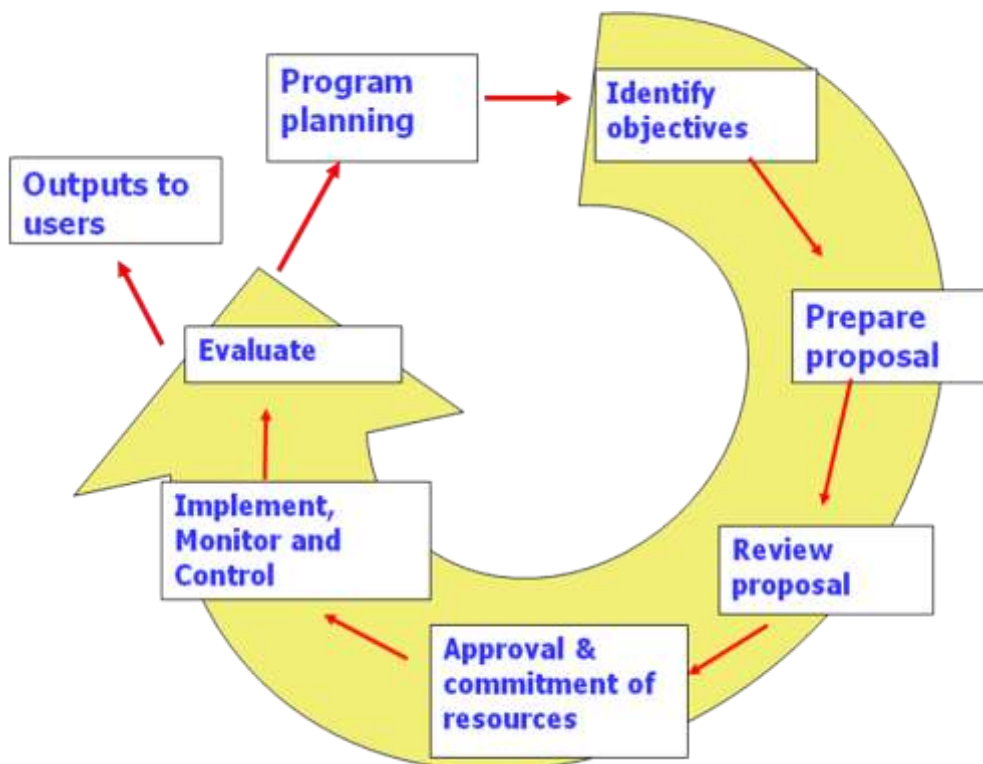 Program
planning
Identify
objectives
Outputs to
users
Prepare
proposal
Evaluate
Implement,
Monitor and
Control
Review
proposal
Approval &
commitment of
resources